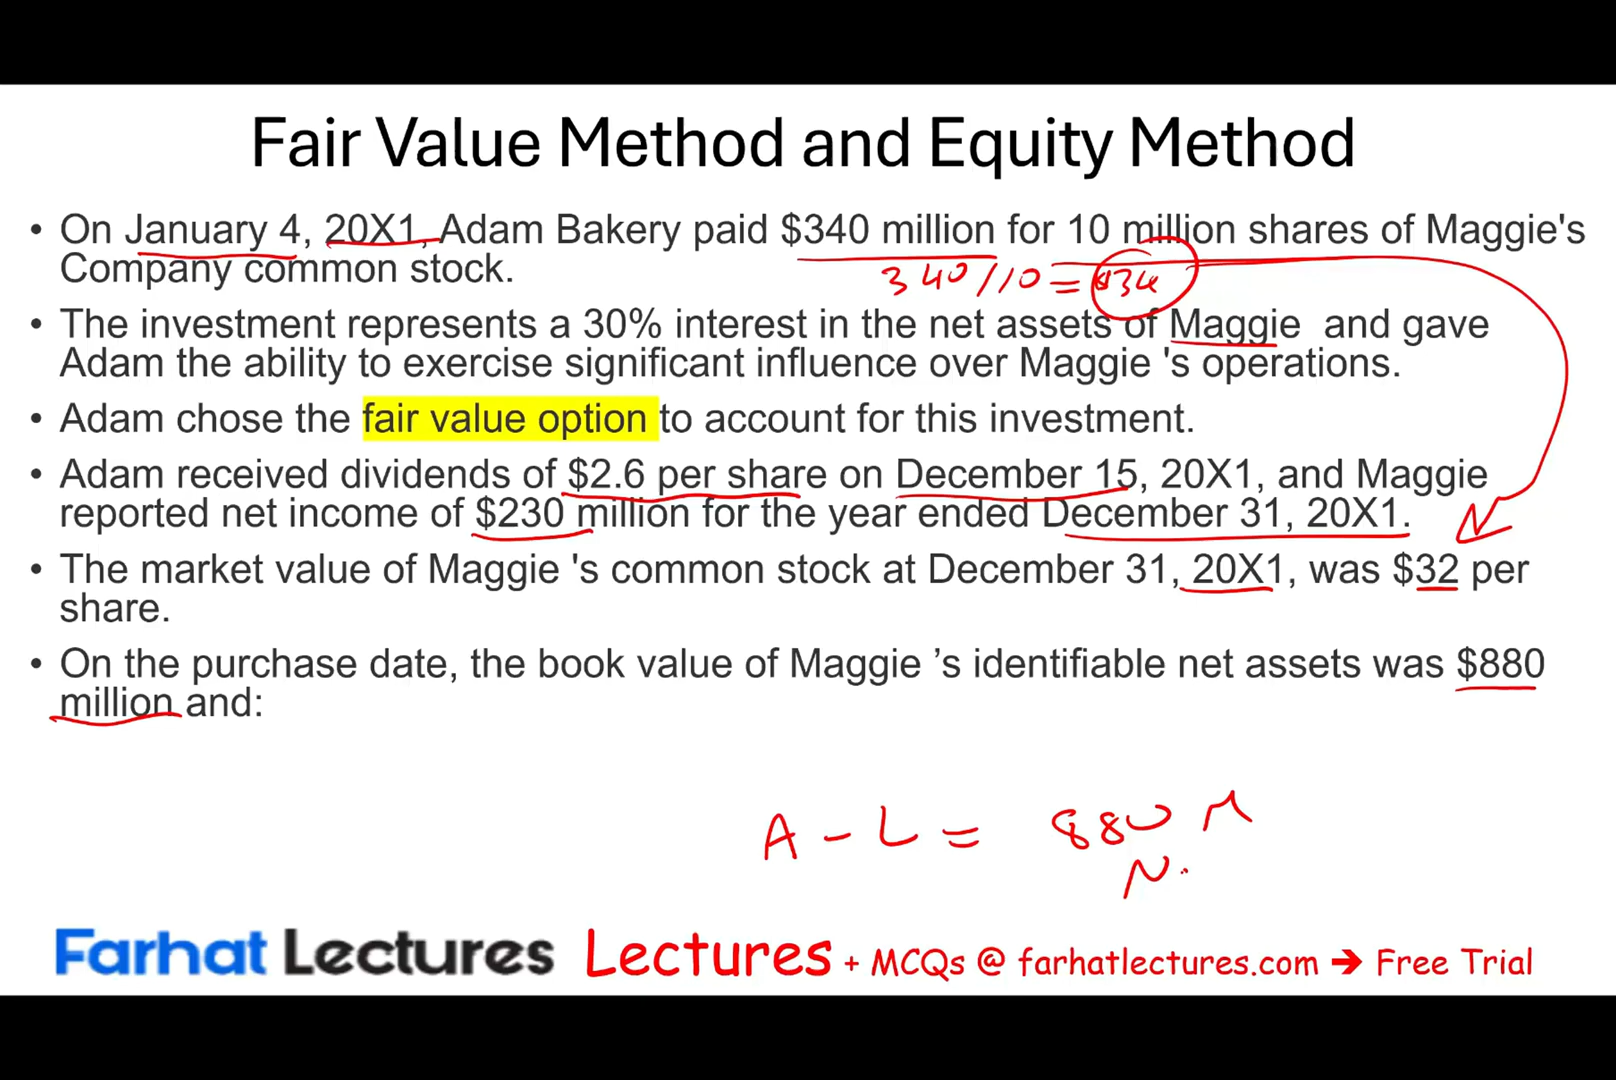 Fair Value Method and Equity Method
• On January 4, 20X1, Adam Bakery paid $340 million for 10 million shares of Maggie's
Company common stock.
340/10 = $34
• The investment represents a 30% interest in the net assets of Maggie and gave
Adam the ability to exercise significant influence over Maggie 's operations.
• Adam chose the fair value option to account for this investment.
• Adam received dividends of $2.6 per share on December 15, 20X1, and Maggie
reported net income of $230 million for the year ended December 31, 20X1.
• The market value of Maggie 's common stock at December 31, 20X1, was $32 per
share.
• On the purchase date, the book value of Maggie ’s identifiable net assets was $880
million and:
A - L = 880 M
N.
Farhat Lectures Lectures + MCQs @ farhatlectures.com ➔ Free Trial